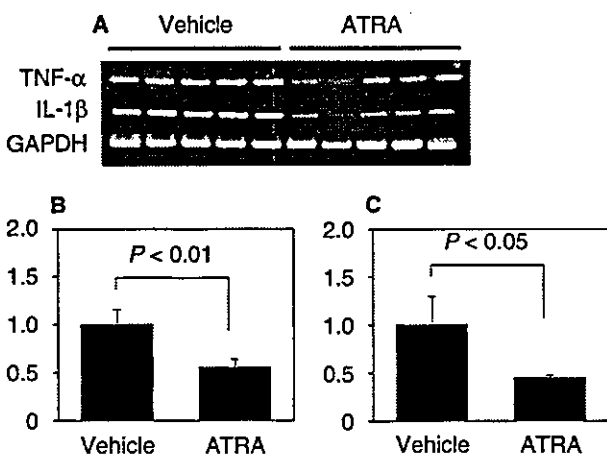 A Vehicle ATRA
TNF-α
IL-1β
GAPDH
B
2.0
1.5
1.0
0.5
0
P < 0.01
Vehicle ATRA
C
2.0
1.5
1.0
0.5
0
P < 0.05
Vehicle ATRA